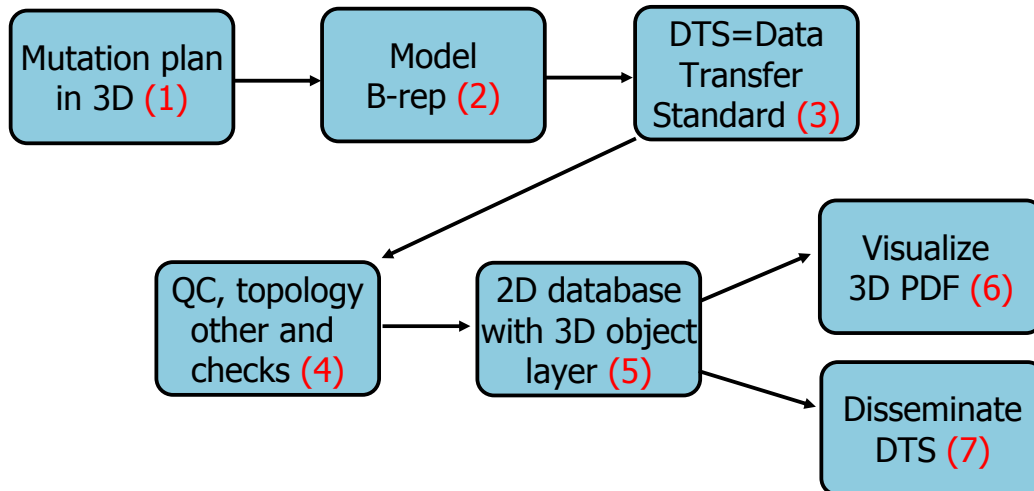 Mutation plan
in 3D (1)
Model
B-rep (2)
DTS=Data
Transfer
Standard (3)
QC, topology
other and
checks (4)
2D database
with 3D object
layer (5)
Visualize
3D PDF (6)
Disseminate
DTS (7)